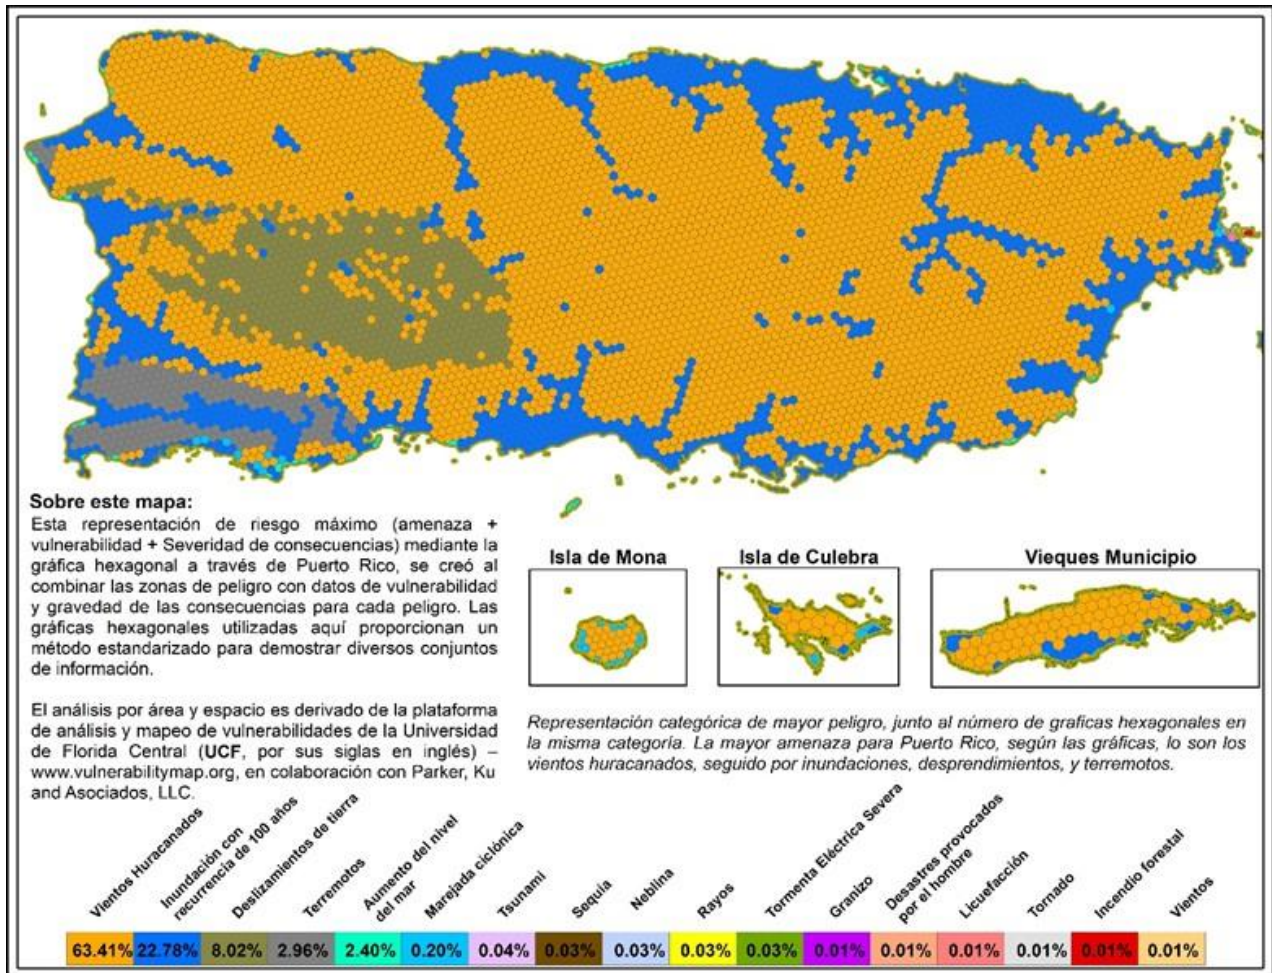 Sobre este mapa:
Esta representación de riesgo máximo (amenaza +
vulnerabilidad + Severidad de consecuencias) mediante la
gráfica hexagonal a través de Puerto Rico, se creó al
combinar las zonas de peligro con datos de vulnerabilidad
y gravedad de las consecuencias para cada peligro. Las
gráficas hexagonales utilizadas aquí proporcionan un
método estandarizado para demostrar diversos conjuntos
de información.
El análisis por área y espacio es derivado de la plataforma
de análisis y mapeo de vulnerabilidades de la Universidad
de Florida Central (UCF, por sus siglas en inglés) –
www.vulnerabilitymap.org, en colaboración con Parker, Ku
and Asociados, LLC.
Isla de Mona
Isla de Culebra
Vieques Municipio
Representación categórica de mayor peligro, junto al número de graficas hexagonales en
la misma categoría. La mayor amenaza para Puerto Rico, según las gráficas, lo son los
vientos huracanados, seguido por inundaciones, desprendimientos, y terremotos.
Vientos Huracanados
Inundación con
recurrencia de 100 años
Deslizamientos de tierra
Terremotos
Aumento del nivel
del mar
Marejada ciclónica
Tsunami
Sequia
Neblina
Rayos
Tormenta Eléctrica Severa
Granizo
Desastres provocados
por el hombre
Licuefacción
Tornado
Incendio forestal
Vientos
63.41% 22.78% 8.02% 2.96% 2.40% 0.20% 0.04% 0.03% 0.03% 0.03% 0.03% 0.01% 0.01% 0.01% 0.01% 0.01% 0.01%